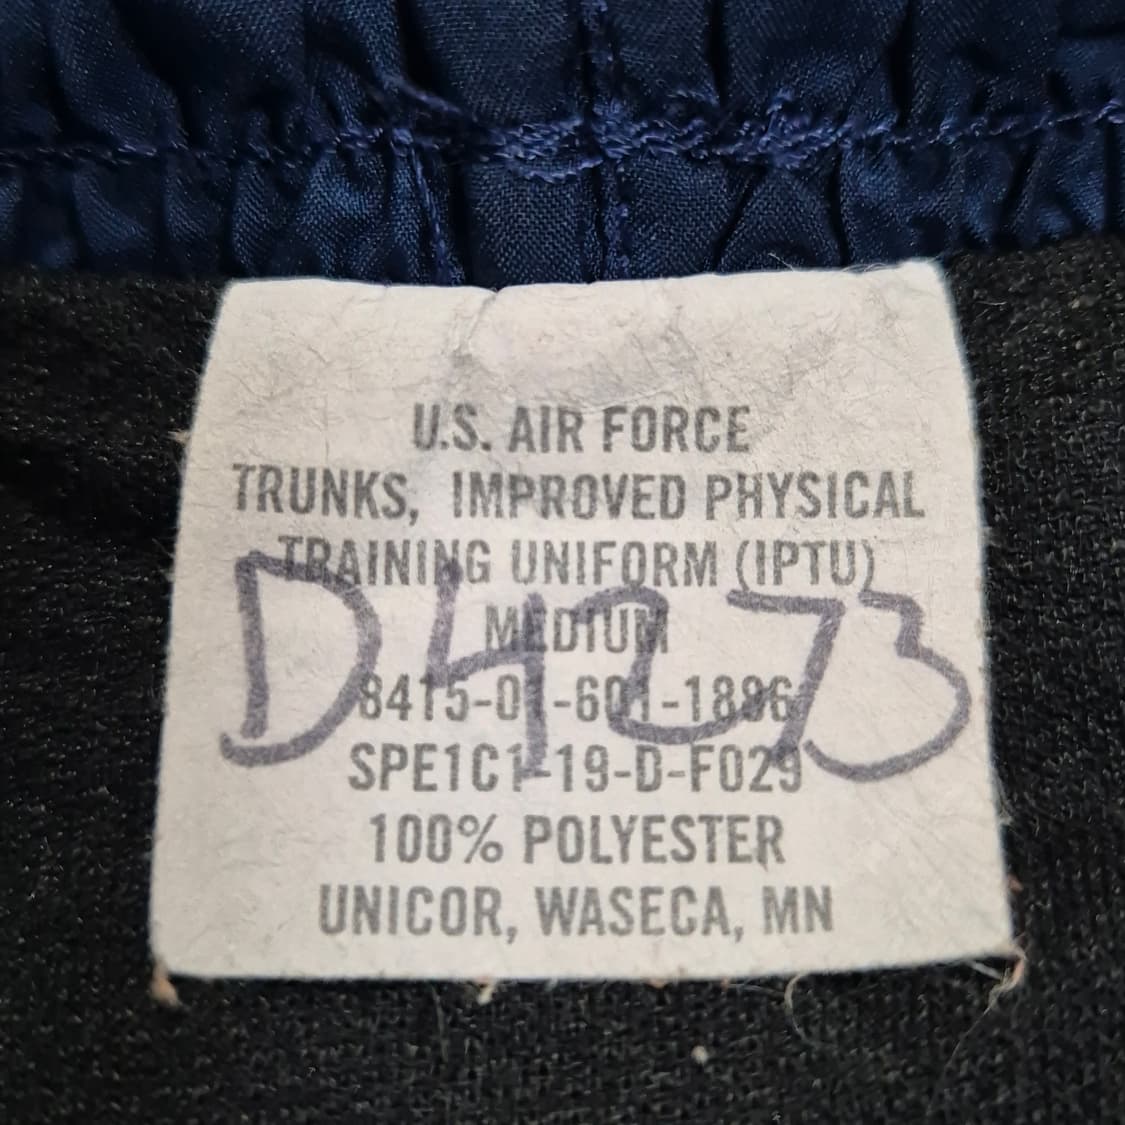 U.S. AIR FORCE
TRUNKS, IMPROVED PHYSICAL
TRAINING UNIFORM (IPTU)
MEDIUM
D4273
8415-01-601-1886
SPE1C1-19-D-F029
100% POLYESTER
UNICOR, WASECA, MN